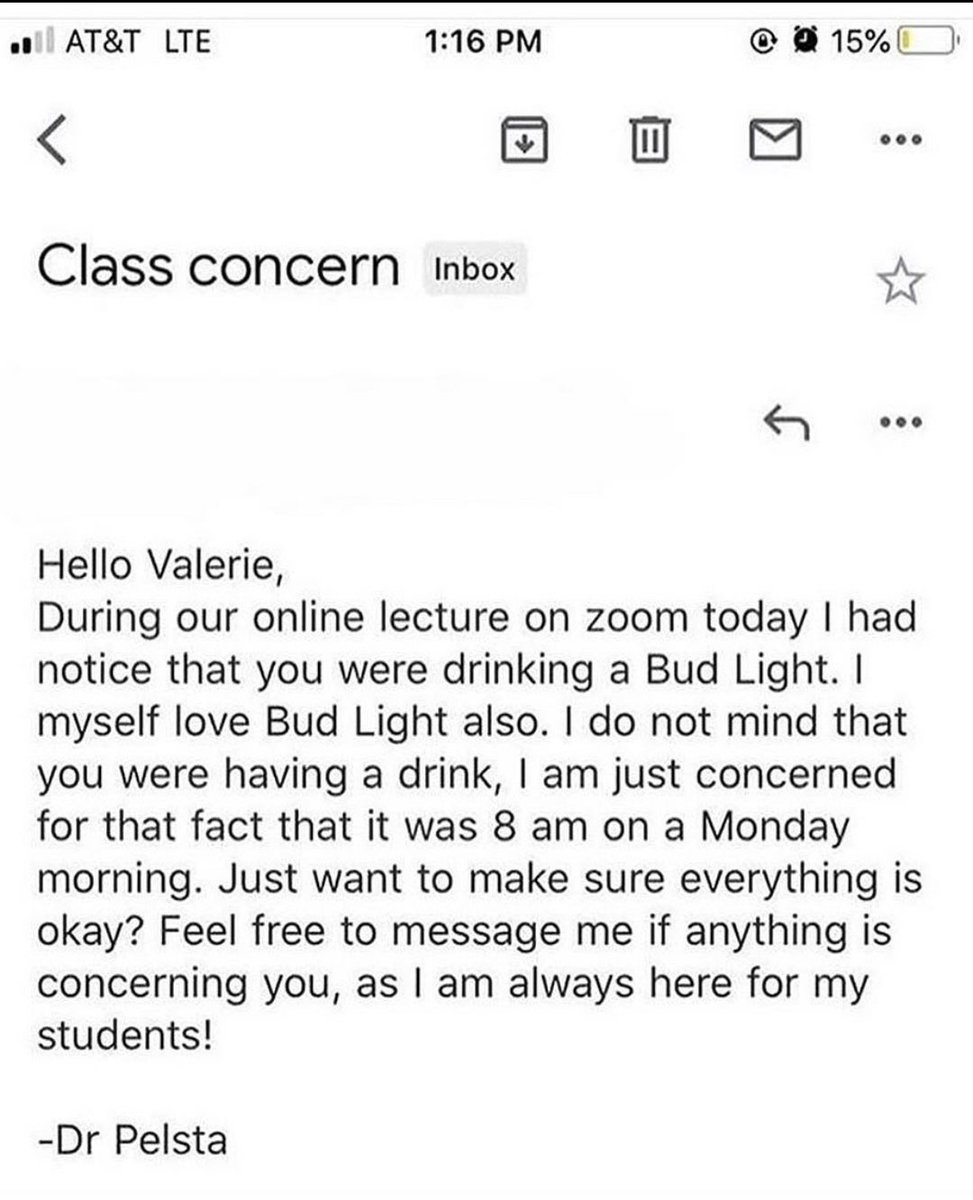 AT&T LTE 1:16 PM 15%
Class concern Inbox
Hello Valerie,
During our online lecture on zoom today I had
notice that you were drinking a Bud Light. I
myself love Bud Light also. I do not mind that
you were having a drink, I am just concerned
for that fact that it was 8 am on a Monday
morning. Just want to make sure everything is
okay? Feel free to message me if anything is
concerning you, as I am always here for my
students!
-Dr Pelsta